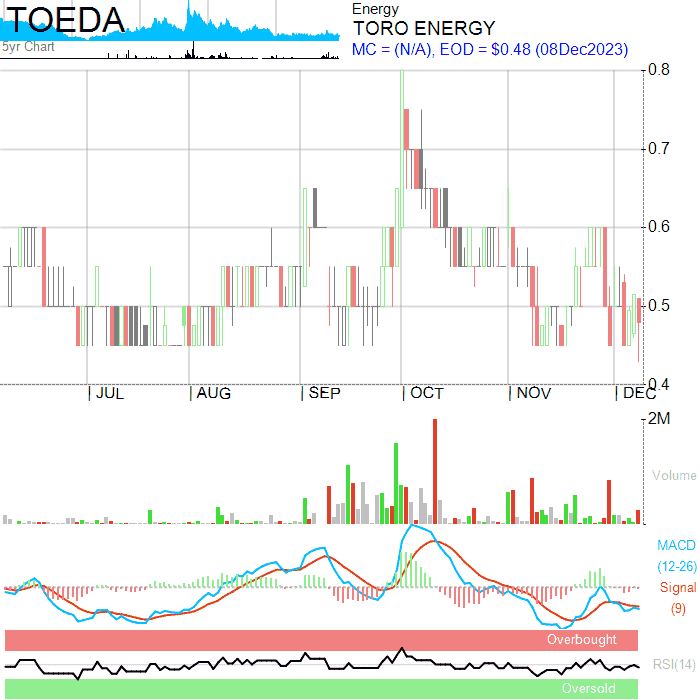 TOEDA
5yr Chart
Energy
TORO ENERGY
MC = (N/A), EOD = $0.48 (08Dec2023)
0.8
0.7
0.6
0.5
0.4
JUL AUG SEP OCT NOV DEC
2M
Volume
MACD
(12-26)
Signal
(9)
Overbought
RSI(14)
Oversold